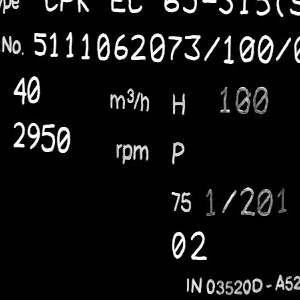 ype CPK EC 65-315(S
.No. 5111062073/100/0
40 m³/h H 100
2950 rpm P
75 1/201
02
IN 03520D-A52